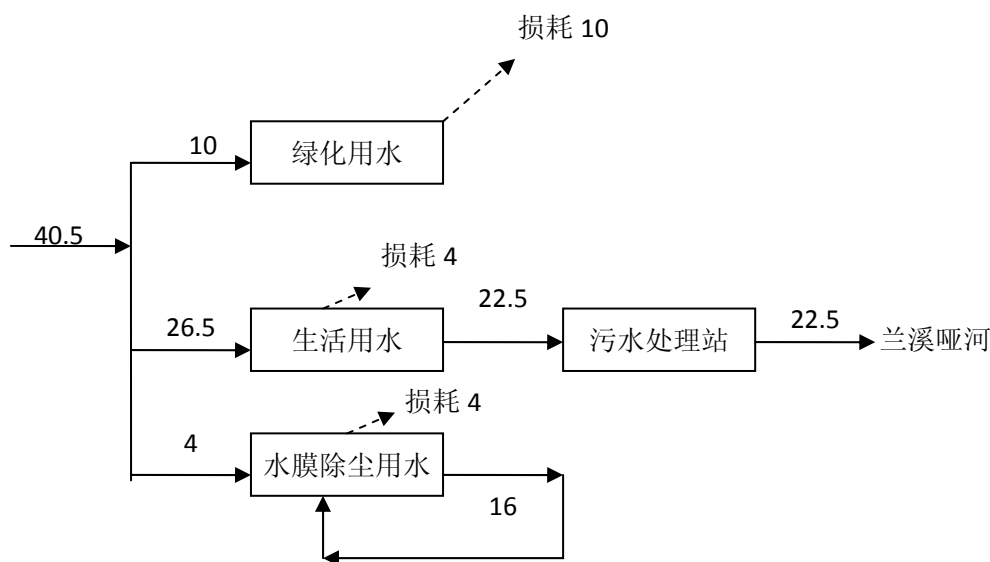 损耗 10
10
绿化用水
40.5
损耗 4
26.5
生活用水
22.5
污水处理站
22.5
兰溪哑河
损耗 4
4
水膜除尘用水
16